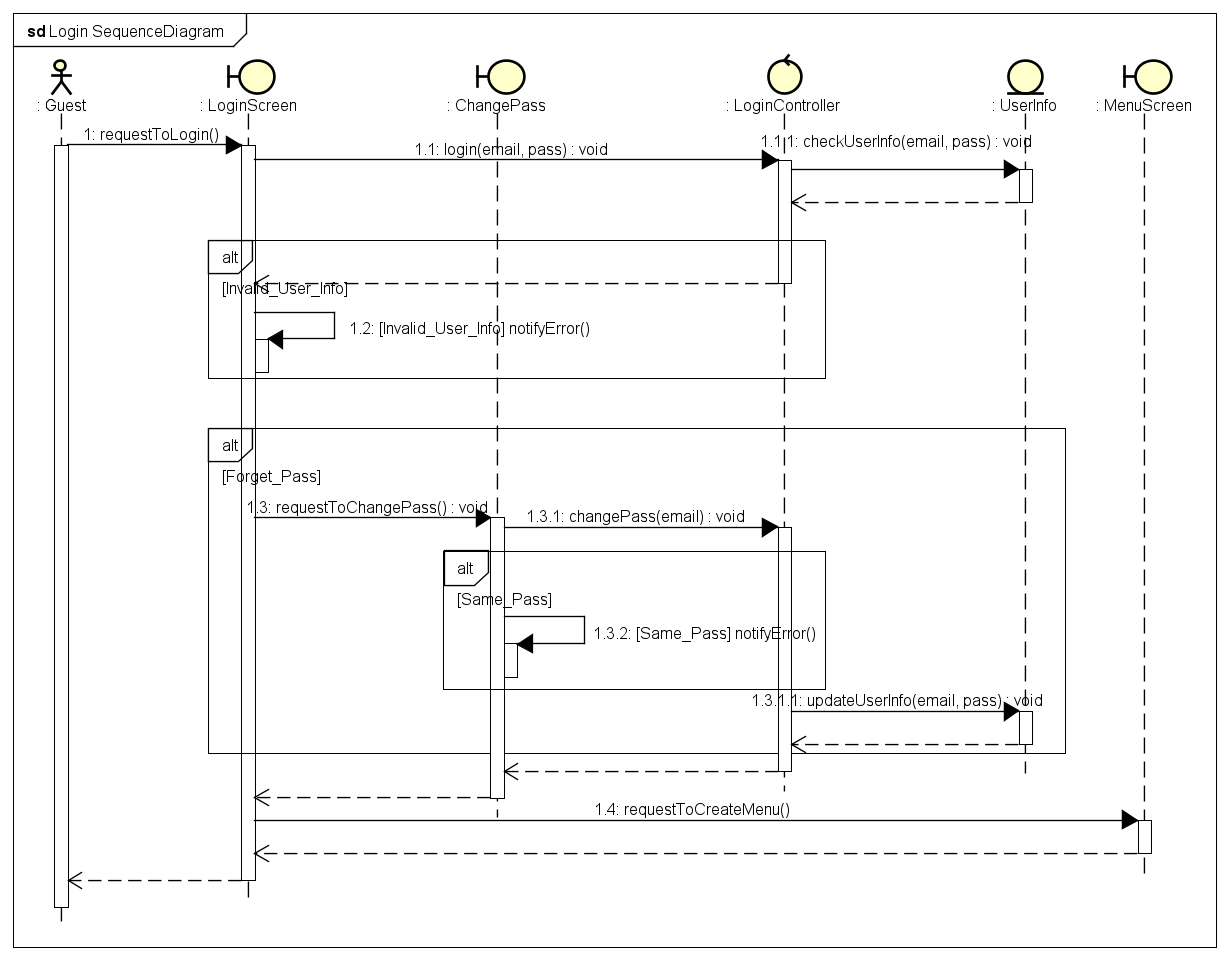 sd Login SequenceDiagram
: Guest
: LoginScreen
: ChangePass
: LoginController
: UserInfo
: MenuScreen
1: requestToLogin()
1.1: login(email, pass) : void
1.1.1: checkUserInfo(email, pass) : void
alt
[Invalid_User_Info]
1.2: [Invalid_User_Info] notifyError()
alt
[Forget_Pass]
1.3: requestToChangePass() : void
1.3.1: changePass(email) : void
alt
[Same_Pass]
1.3.2: [Same_Pass] notifyError()
1.3.1.1: updateUserInfo(email, pass) : void
1.4: requestToCreateMenu()